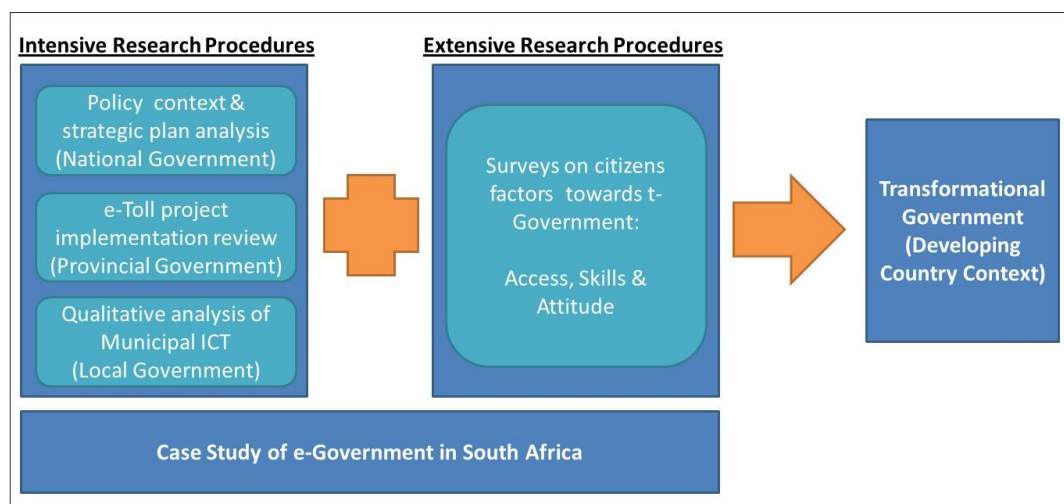 Intensive Research Procedures
Policy context &
strategic plan analysis
(National Government)
e-Toll project
implementation review
(Provincial Government)
Qualitative analysis of
Municipal ICT
(Local Government)
Extensive Research Procedures
Surveys on citizens
factors towards t-
Government:
Access, Skills &
Attitude
Transformational
Government
(Developing
Country Context)
Case Study of e-Government in South Africa